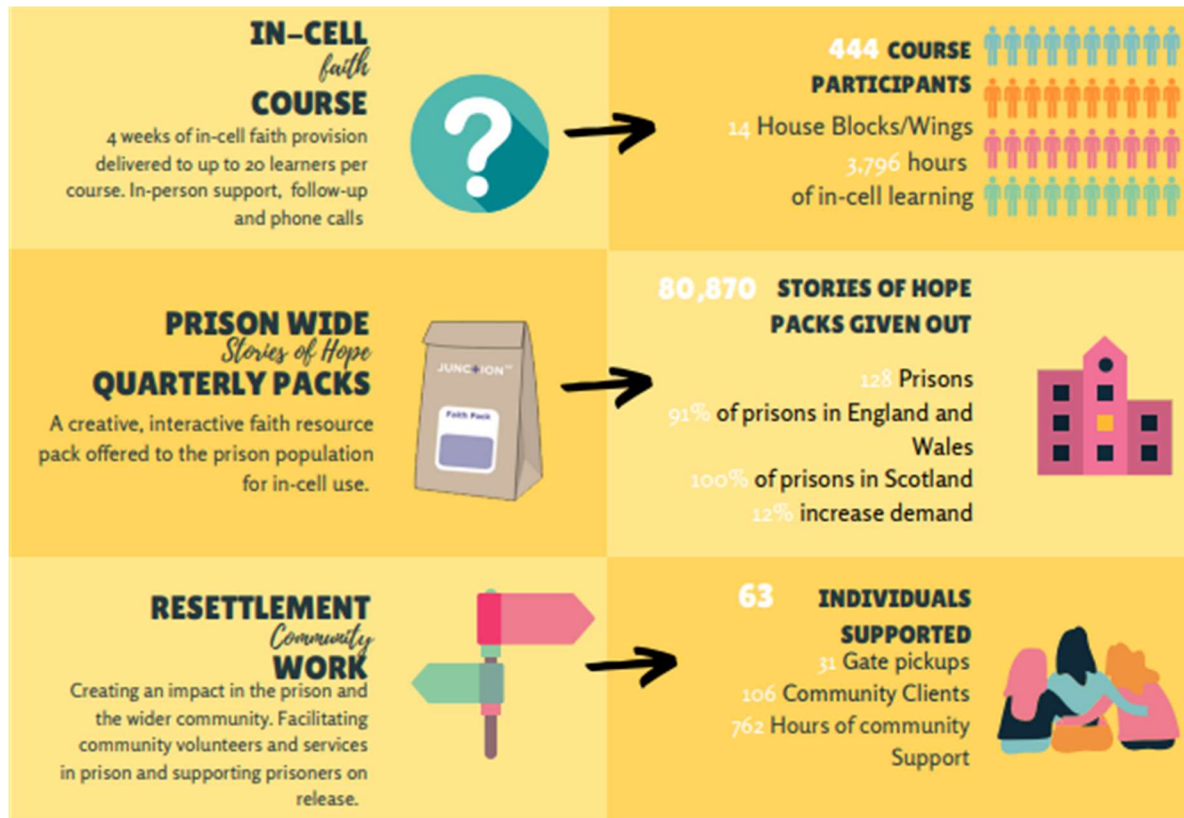 IN-CELL
faith
COURSE
4 weeks of in-cell faith provision
delivered to up to 20 learners per
course. In-person support, follow-up
and phone calls
?
444 COURSE
PARTICIPANTS
14 House Blocks/Wings
3,796 hours
of in-cell learning
PRISON WIDE
Stories of Hope
QUARTERLY PACKS
A creative, interactive faith resource
pack offered to the prison population
for in-cell use.
JUNCTION™
Faith Pack
80,870 STORIES OF HOPE
PACKS GIVEN OUT
128 Prisons
91% of prisons in England and
Wales
100% of prisons in Scotland
12% increase demand
RESETTLEMENT
Community
WORK
Creating an impact in the prison and
the wider community. Facilitating
community volunteers and services
in prison and supporting prisoners on
release.
63 INDIVIDUALS
SUPPORTED
31 Gate pickups
106 Community Clients
762 Hours of community
Support